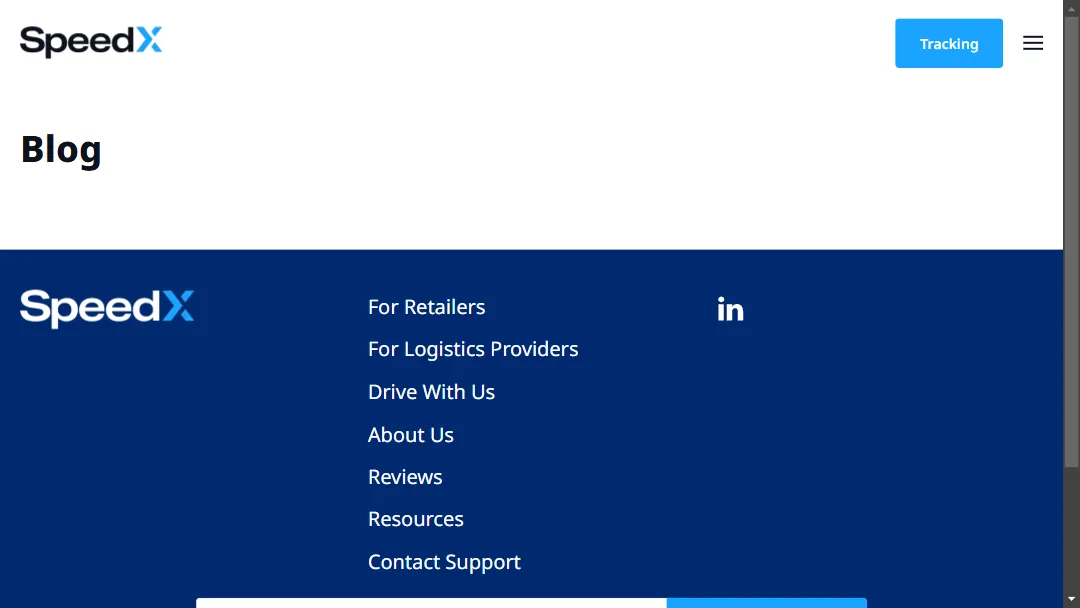 SpeedX
Tracking
Blog
SpeedX
For Retailers
For Logistics Providers
Drive With Us
About Us
Reviews
Resources
Contact Support
in